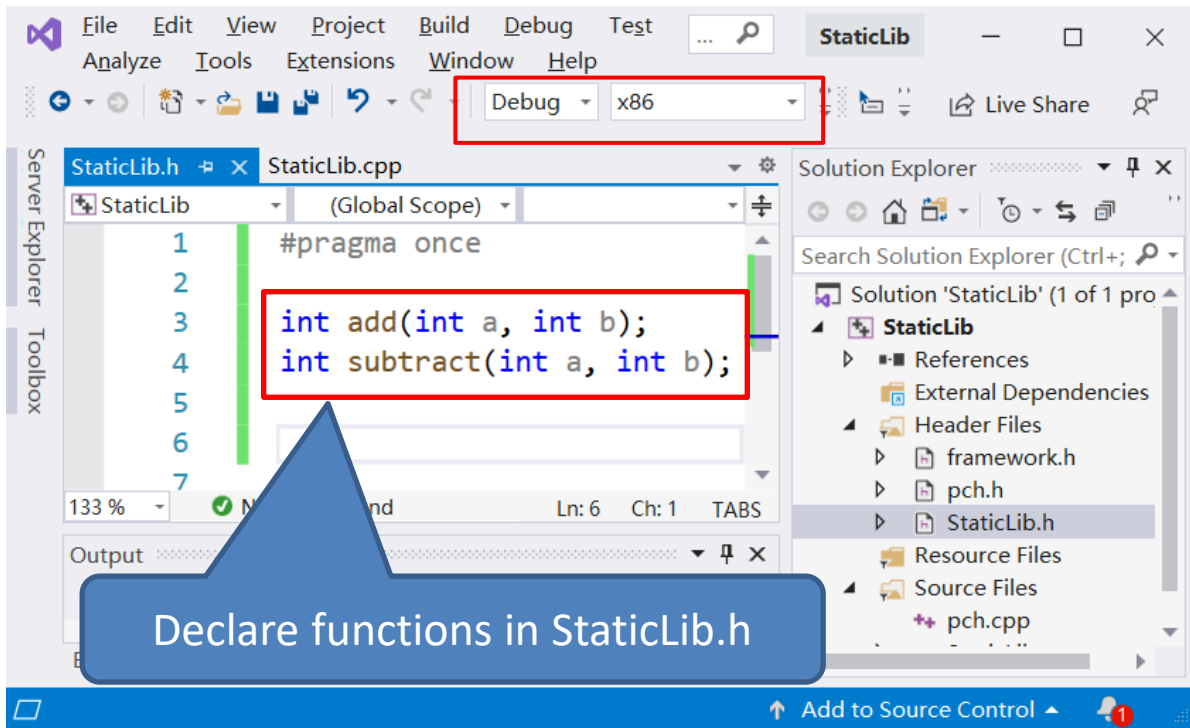 File Edit View Project Build Debug Test ... StaticLib
Analyze Tools Extensions Window Help
Debug x86 Live Share
Server Explorer
Toolbox
StaticLib.h StaticLib.cpp
StaticLib (Global Scope)
1 #pragma once
2
3 int add(int a, int b);
4 int subtract(int a, int b);
5
6
7
133 % Ln: 6 Ch: 1 TABS
Output
Declare functions in StaticLib.h
Solution Explorer
Search Solution Explorer (Ctrl+;
Solution 'StaticLib' (1 of 1 pro
StaticLib
References
External Dependencies
Header Files
framework.h
pch.h
StaticLib.h
Resource Files
Source Files
pch.cpp
Add to Source Control 1